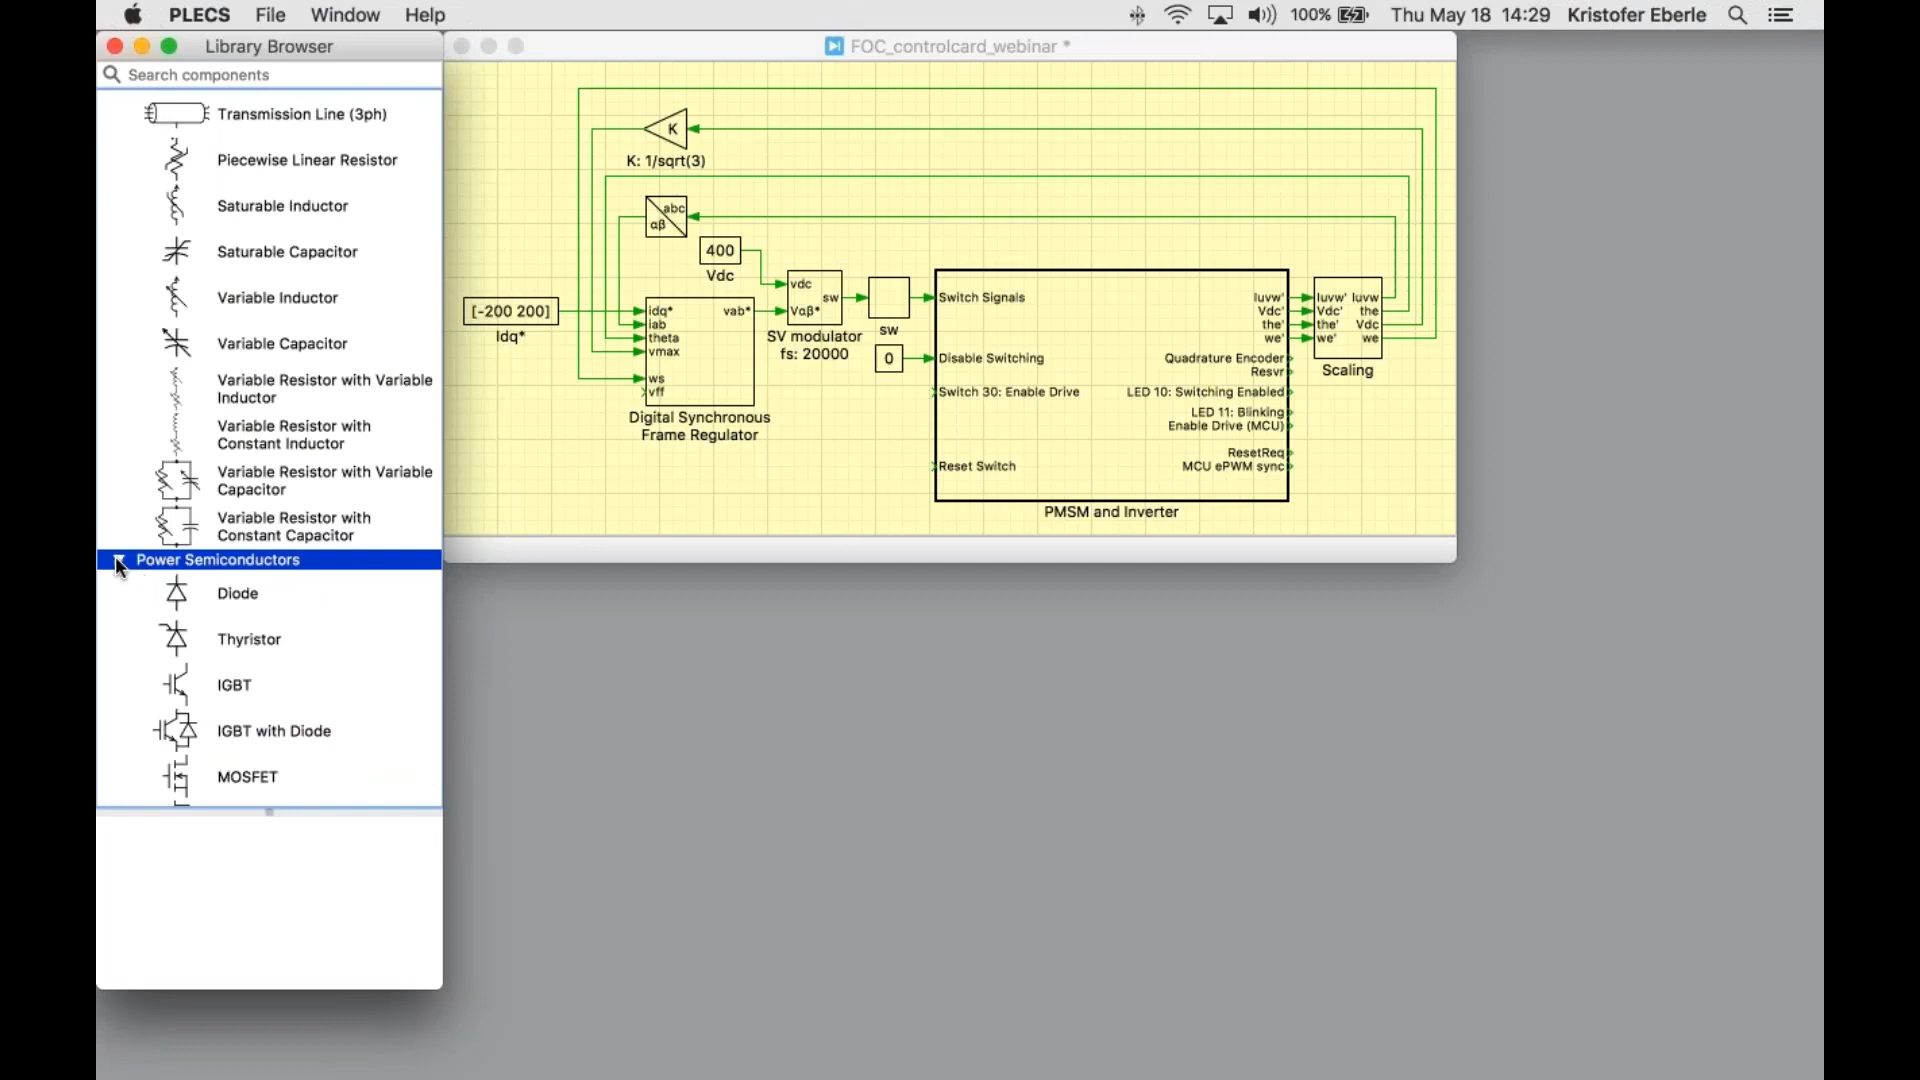 PLECS File Window Help
100% Thu May 18 14:29 Kristofer Eberle
Library Browser
Search components
Transmission Line (3ph)
Piecewise Linear Resistor
Saturable Inductor
Saturable Capacitor
Variable Inductor
Variable Capacitor
Variable Resistor with Variable
Inductor
Variable Resistor with
Constant Inductor
Variable Resistor with Variable
Capacitor
Variable Resistor with
Constant Capacitor
Power Semiconductors
Diode
Thyristor
IGBT
IGBT with Diode
MOSFET
FOC_controlcard_webinar *
K
K: 1/sqrt(3)
abc
αβ
400
Vdc
[-200 200]
Idq*
idq*
iab
theta
vmax
ws
vff
vab*
Digital Synchronous
Frame Regulator
vdc
Vαβ*
sw
SV modulator
fs: 20000
sw
0
Switch Signals
Disable Switching
Switch 30: Enable Drive
Reset Switch
Iuvw'
Vdc'
the'
we'
Quadrature Encoder
Resvr
LED 10: Switching Enabled
LED 11: Blinking
Enable Drive (MCU)
ResetReq
MCU ePWM sync
PMSM and Inverter
Iuvw' Iuvw
Vdc' the
the' Vdc
we' we
Scaling